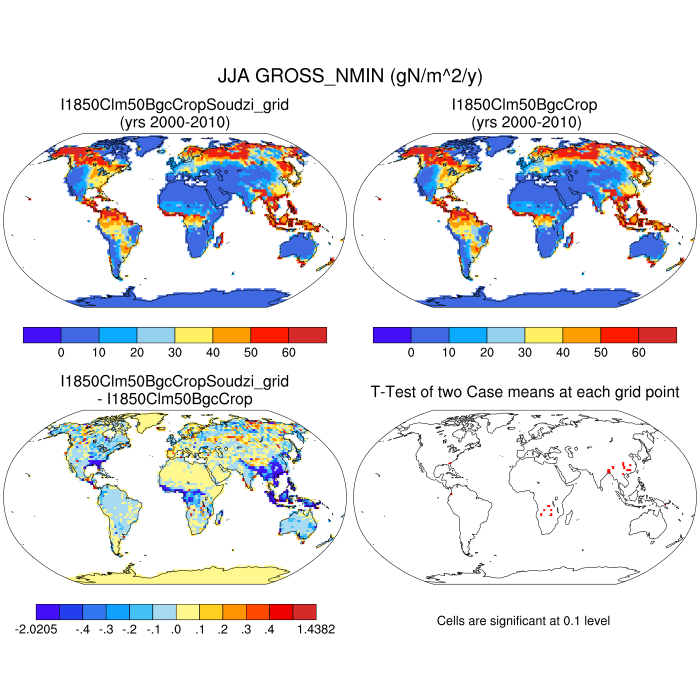 JJA GROSS_NMIN (gN/m^2/y)
I1850Clm50BgcCropSoudzi_grid
(yrs 2000-2010)
I1850Clm50BgcCrop
(yrs 2000-2010)
0 10 20 30 40 50 60
0 10 20 30 40 50 60
I1850Clm50BgcCropSoudzi_grid
- I1850Clm50BgcCrop
T-Test of two Case means at each grid point
-2.0205 -.4 -.3 -.2 -.1 .0 .1 .2 .3 .4 1.4382
Cells are significant at 0.1 level